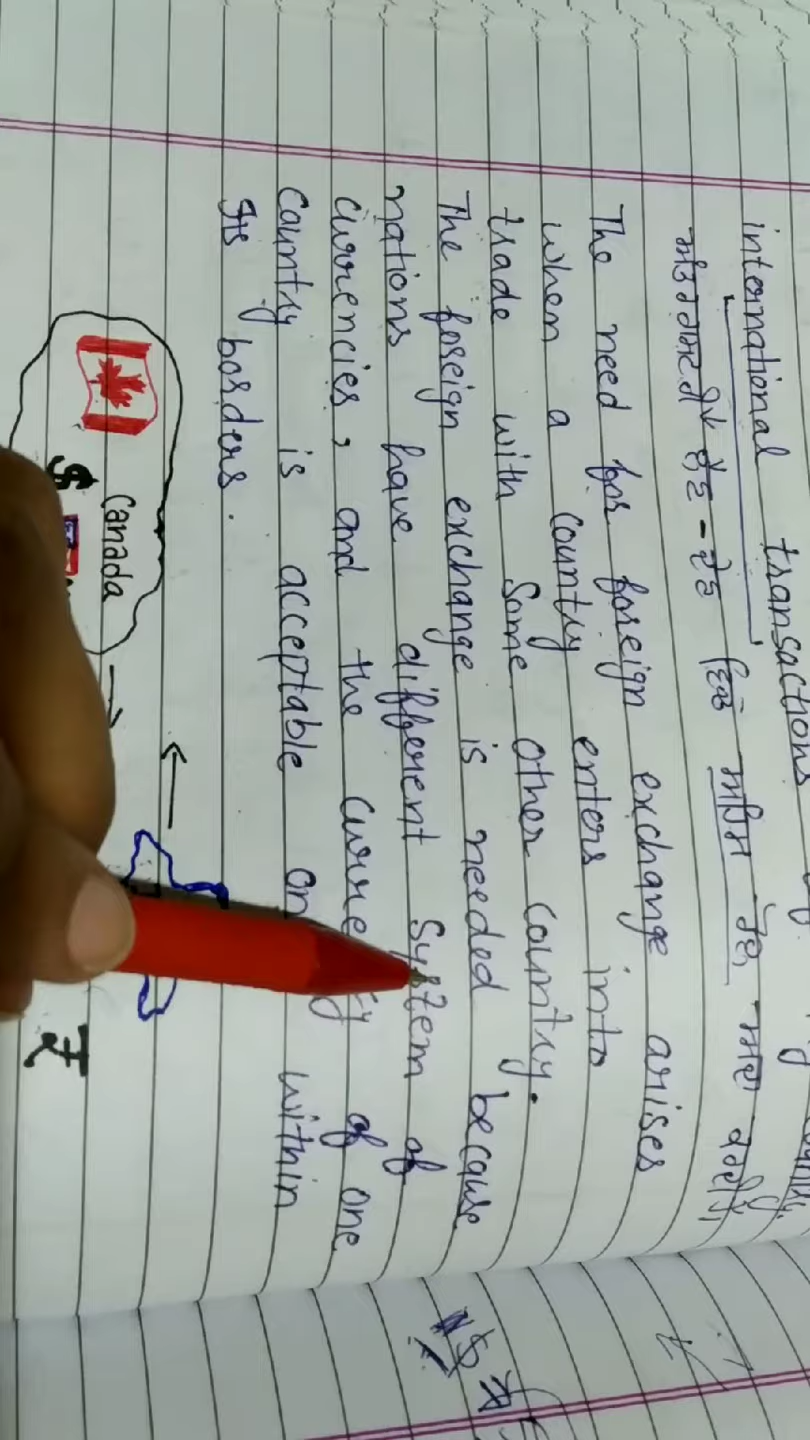 international transactions
ਅੰਤਰਰਾਸ਼ਟਰੀ ਲੈਣ-ਦੇਣ ਵਿੱਚ
The need for foreign exchange arises
when a country enters into
trade with some other country.
The foreign exchange is needed because
nations have different system of
currencies, and the currency of one
country is acceptable within
its borders.
Canada
$
₹
$